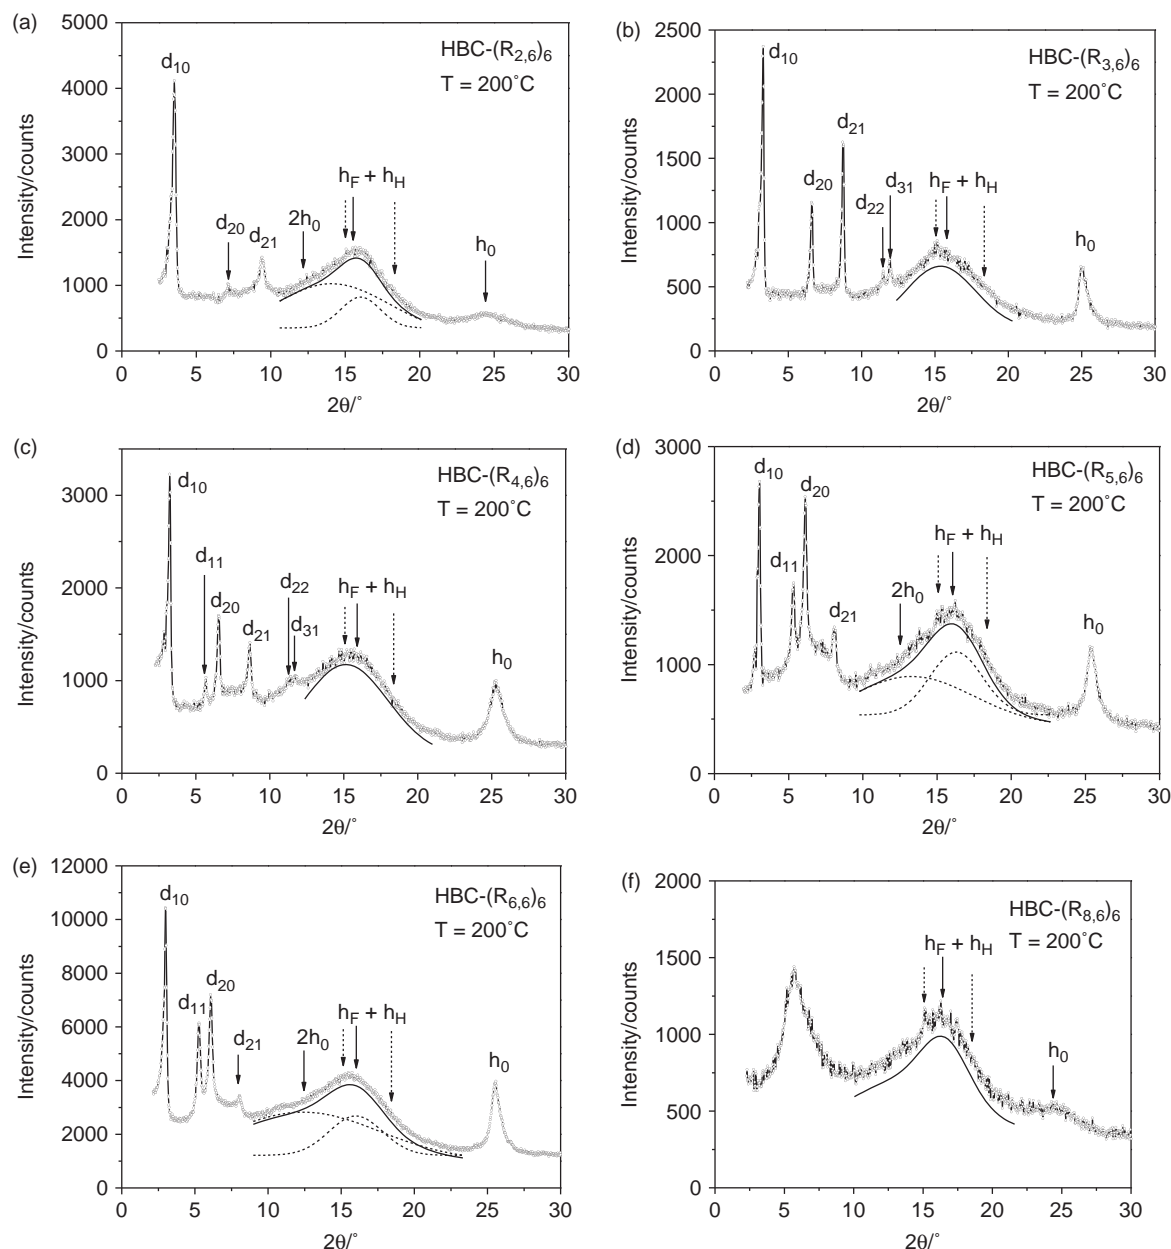 (a)
HBC-(R2,6)6
T = 200°C
d10
d20
d21
2h0
hF + hH
h0
Intensity/counts
5000
4000
3000
2000
1000
0
0 5 10 15 20 25 30
2θ/°
(b)
HBC-(R3,6)6
T = 200°C
d10
d20
d21
d22
d31
hF + hH
h0
Intensity/counts
2500
2000
1500
1000
500
0
0 5 10 15 20 25 30
2θ/°
(c)
HBC-(R4,6)6
T = 200°C
d10
d11
d20
d21
d22
d31
hF + hH
h0
Intensity/counts
3000
2000
1000
0
0 5 10 15 20 25 30
2θ/°
(d)
HBC-(R5,6)6
T = 200°C
d10
d11
d20
d21
2h0
hF + hH
h0
Intensity/counts
3000
2000
1000
0
0 5 10 15 20 25 30
2θ/°
(e)
HBC-(R6,6)6
T = 200°C
d10
d11
d20
d21
2h0
hF + hH
h0
Intensity/counts
12000
10000
8000
6000
4000
2000
0
0 5 10 15 20 25 30
2θ/°
(f)
HBC-(R8,6)6
T = 200°C
hF + hH
h0
Intensity/counts
2000
1500
1000
500
0
0 5 10 15 20 25 30
2θ/°